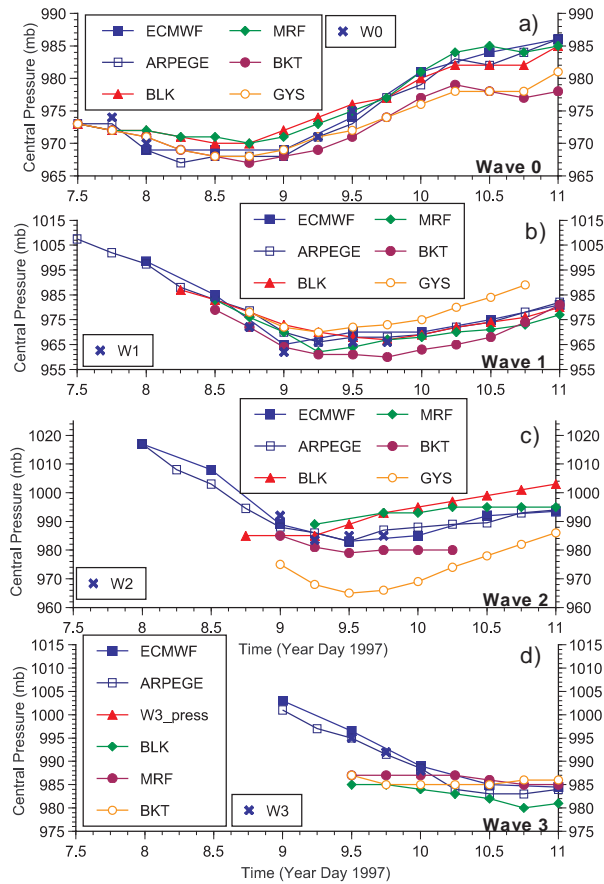 a)
990
985
980
975
970
965
960
Central Pressure (mb)
ECMWF
MRF
W0
ARPEGE
BKT
BLK
GYS
990
985
980
975
970
965
960
Wave 0
7.5
8
8.5
9
9.5
10
10.5
11
b)
1015
1005
995
985
975
965
955
Central Pressure (mb)
ECMWF
MRF
ARPEGE
BKT
BLK
GYS
W1
1015
1005
995
985
975
965
955
Wave 1
7.5
8
8.5
9
9.5
10
10.5
11
c)
1020
1010
1000
990
980
970
960
Central Pressure (mb)
ECMWF
MRF
ARPEGE
BKT
BLK
GYS
W2
1020
1010
1000
990
980
970
960
Wave 2
7.5
8
8.5
9
9.5
10
10.5
11
Time (Year Day 1997)
d)
1015
1010
1005
1000
995
990
985
980
975
Central Pressure (mb)
ECMWF
ARPEGE
W3_press
BLK
MRF
BKT
W3
1015
1010
1005
1000
995
990
985
980
975
Wave 3
7.5
8
8.5
9
9.5
10
10.5
11
Time (Year Day 1997)